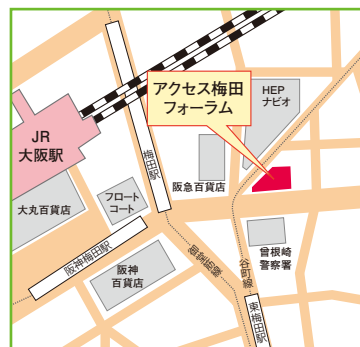 アクセス梅田
フォーラム
HEP
ナビオ
JR
大阪駅
梅田駅
阪急百貨店
大丸百貨店
フロート
コート
阪神梅田駅
阪神
百貨店
御堂筋線
谷町線
曾根崎
警察署
東梅田駅